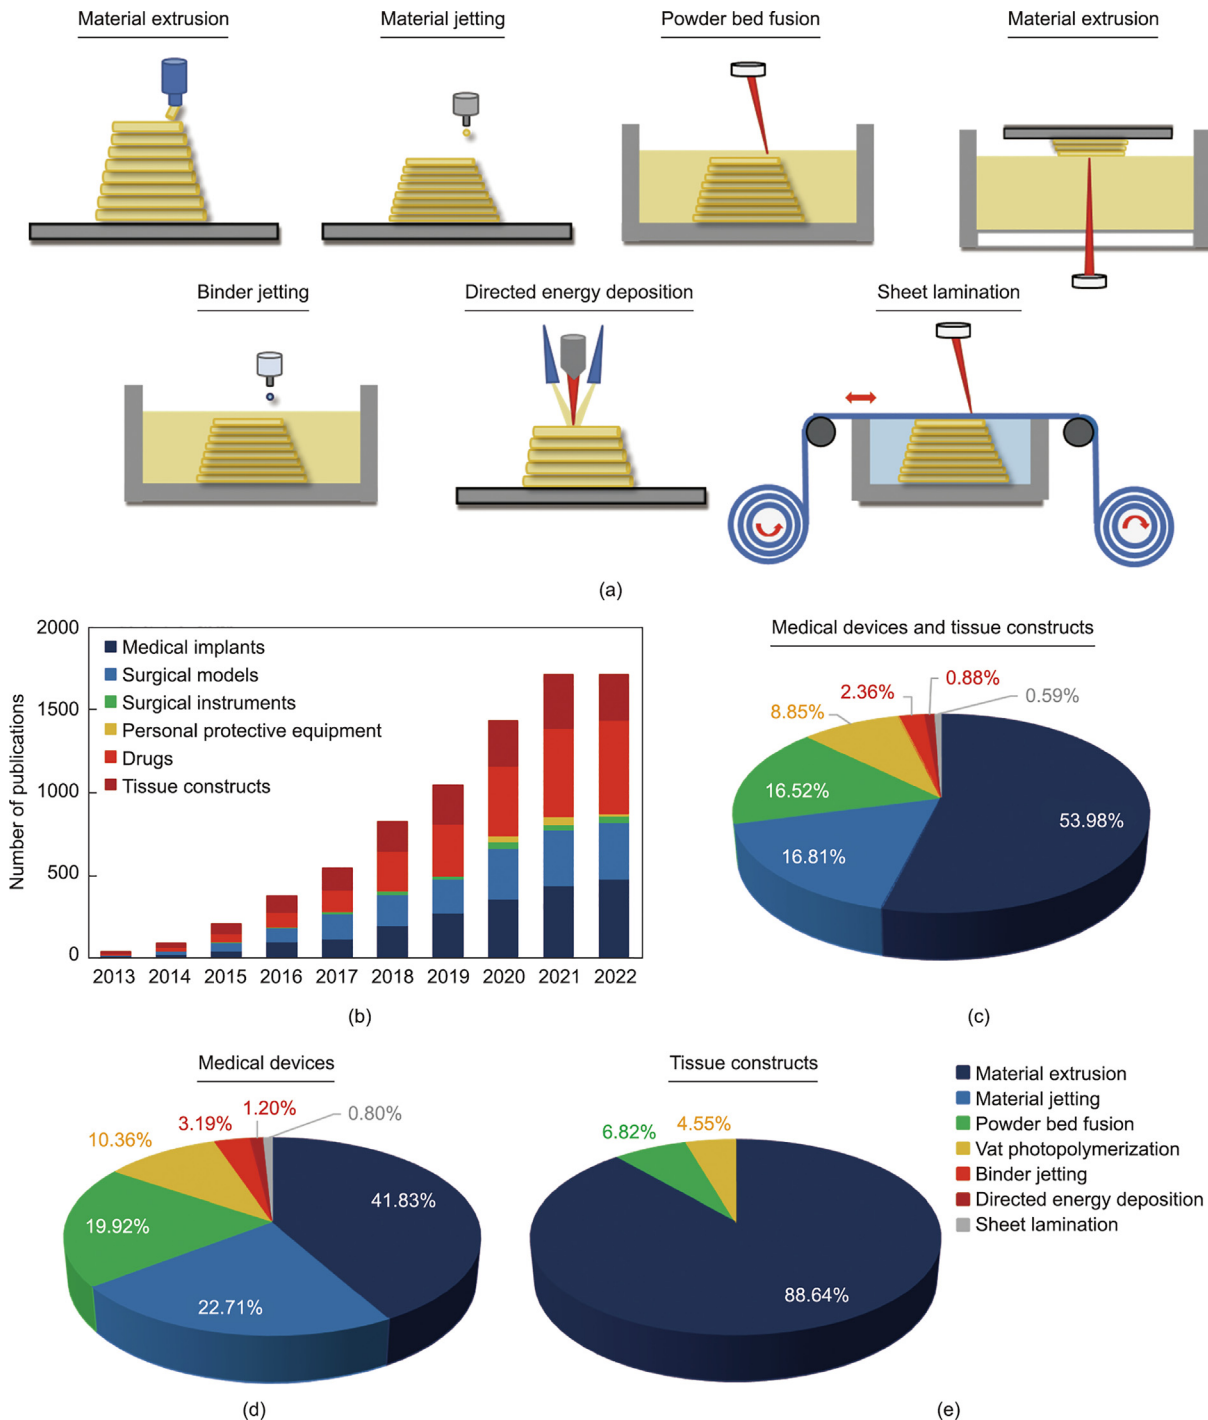 Material extrusion
Material jetting
Powder bed fusion
Material extrusion
Binder jetting
Directed energy deposition
Sheet lamination
(a)
Number of publications
2000
1500
1000
500
0
Medical implants
Surgical models
Surgical instruments
Personal protective equipment
Drugs
Tissue constructs
2013 2014 2015 2016 2017 2018 2019 2020 2021 2022
(b)
Medical devices and tissue constructs
0.88%
2.36%
0.59%
8.85%
16.52%
53.98%
16.81%
(c)
Medical devices
1.20%
0.80%
3.19%
10.36%
41.83%
19.92%
22.71%
(d)
Tissue constructs
4.55%
6.82%
88.64%
Material extrusion
Material jetting
Powder bed fusion
Vat photopolymerization
Binder jetting
Directed energy deposition
Sheet lamination
(e)